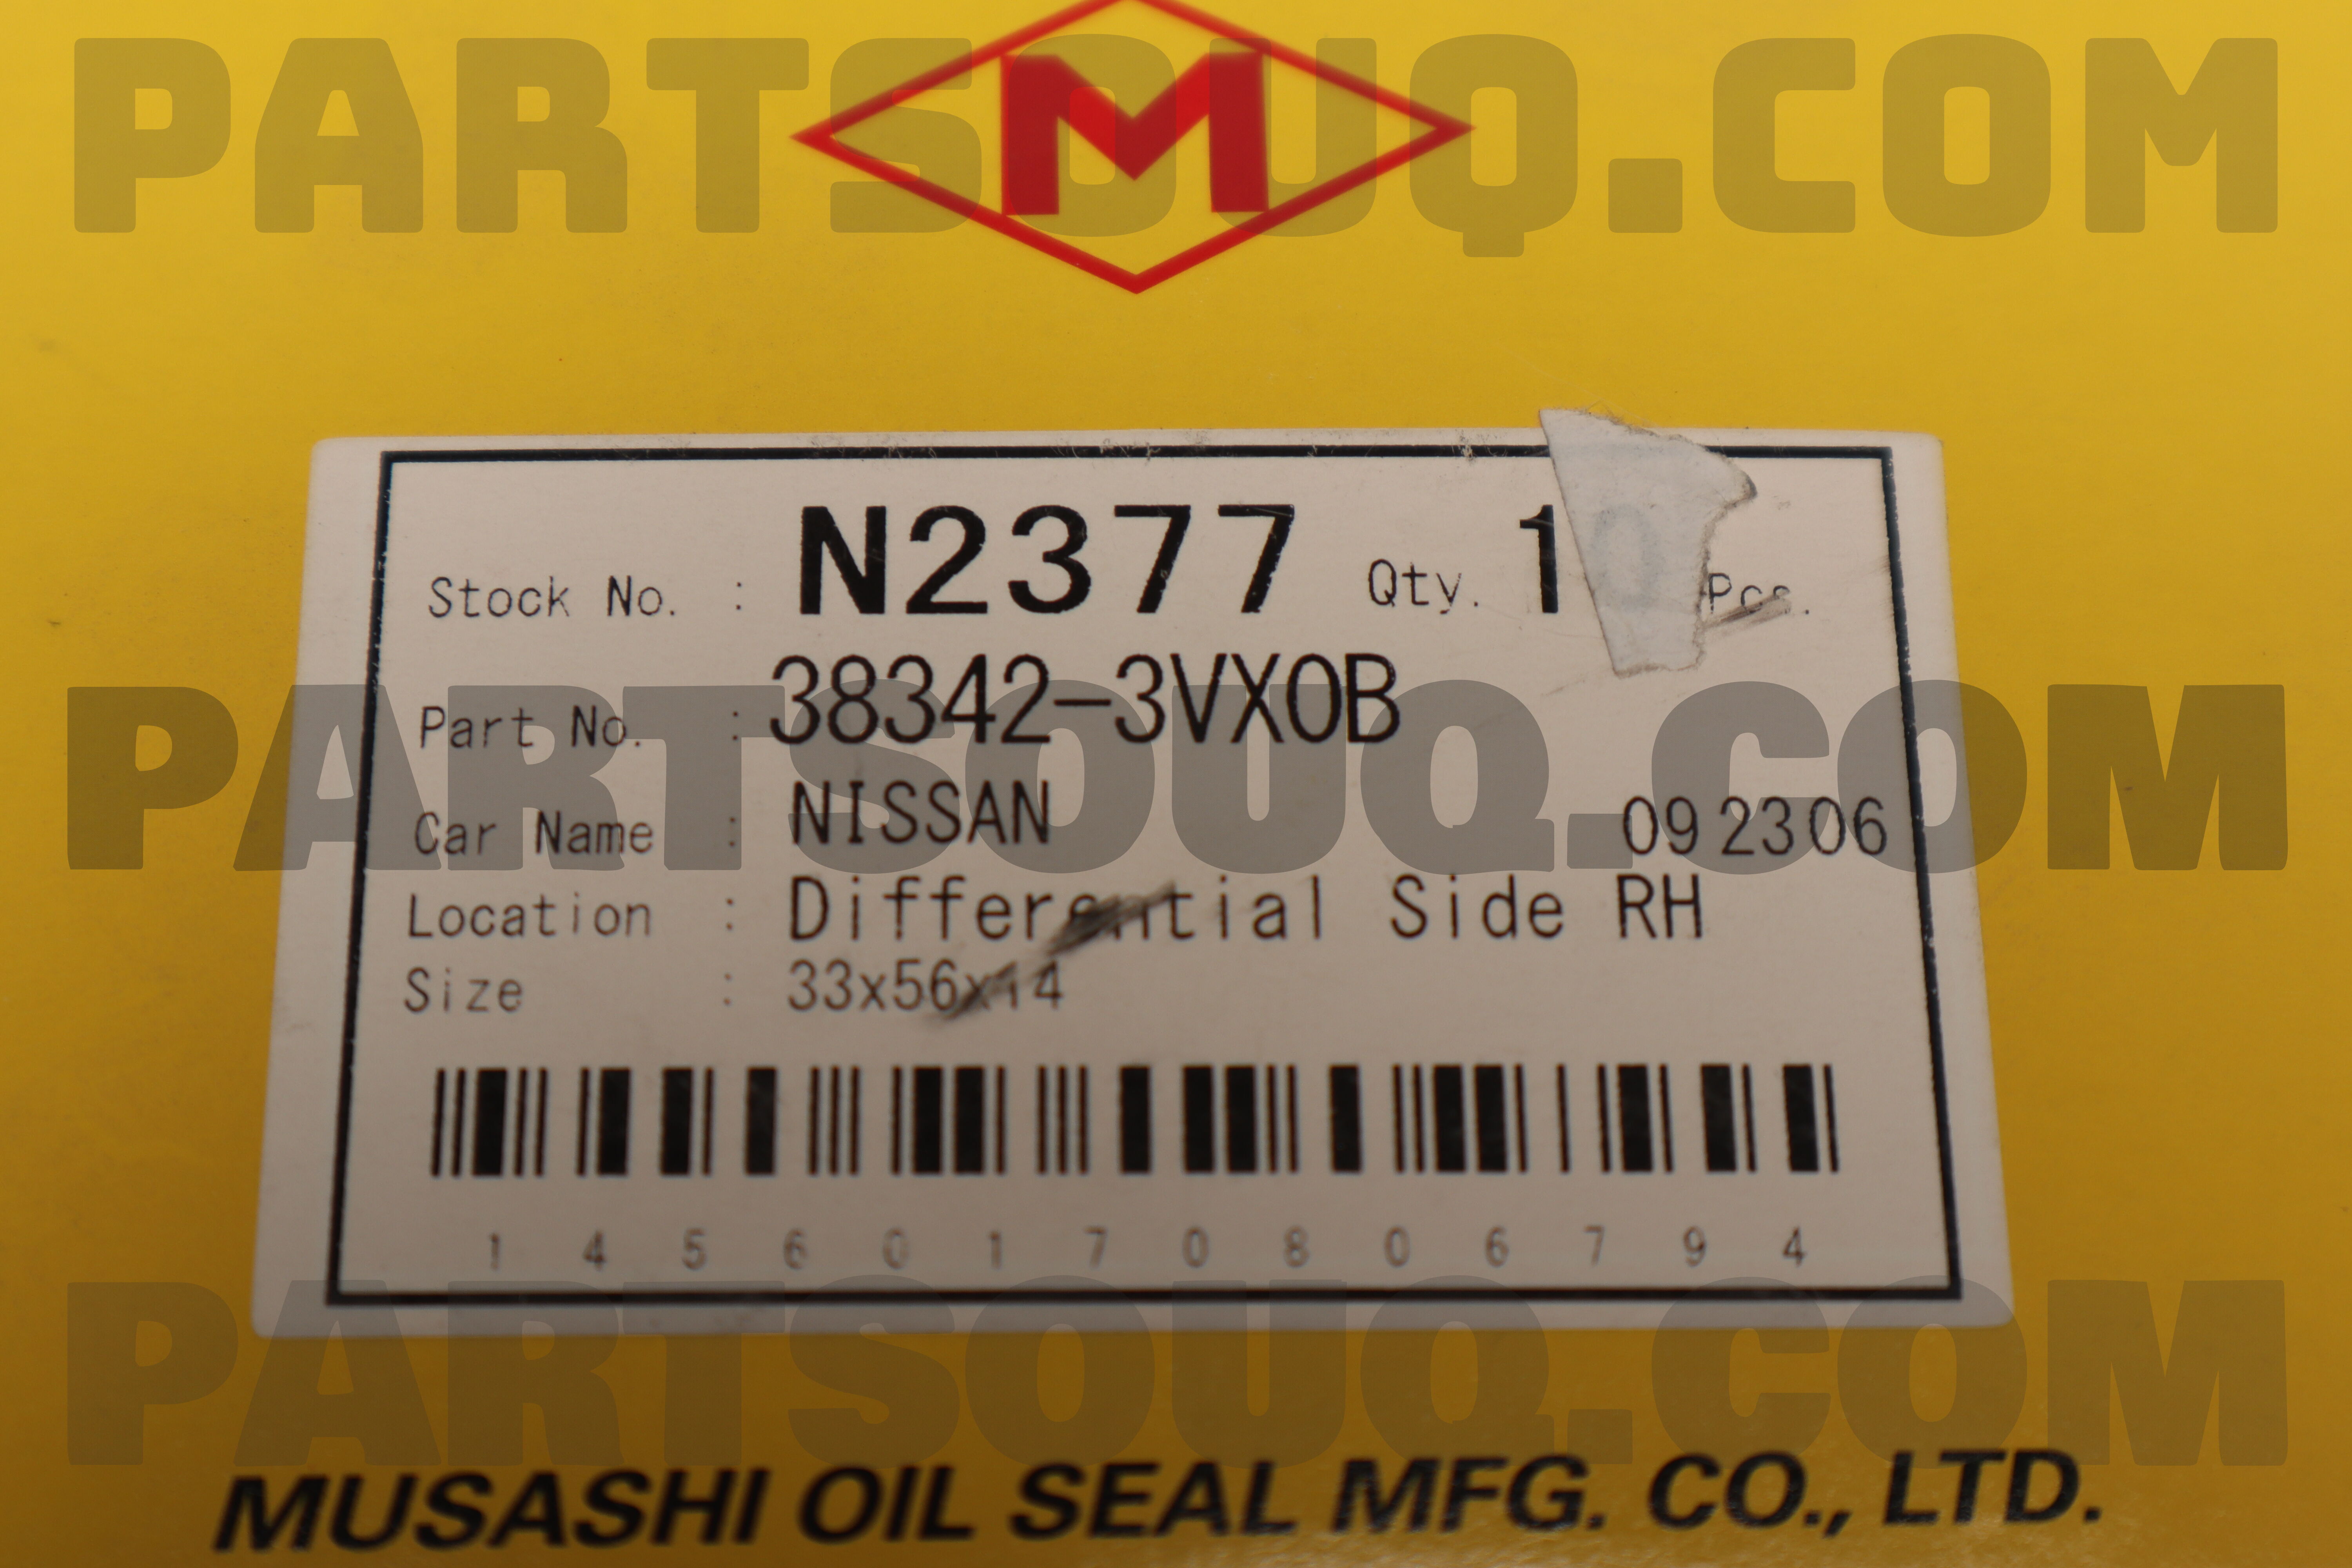 PARTSOUQ.COM
M
Stock No. : N2377 Qty. 10 Pcs.
Part No. : 38342-3VX0B
PARTSOUQ.COM
Car Name : NISSAN 092306
Location : Differential Side RH
Size : 33x56x14
1 4 5 6 0 1 7 0 8 0 6 7 9 4
PARTSOUQ.COM
MUSASHI OIL SEAL MFG. CO., LTD.